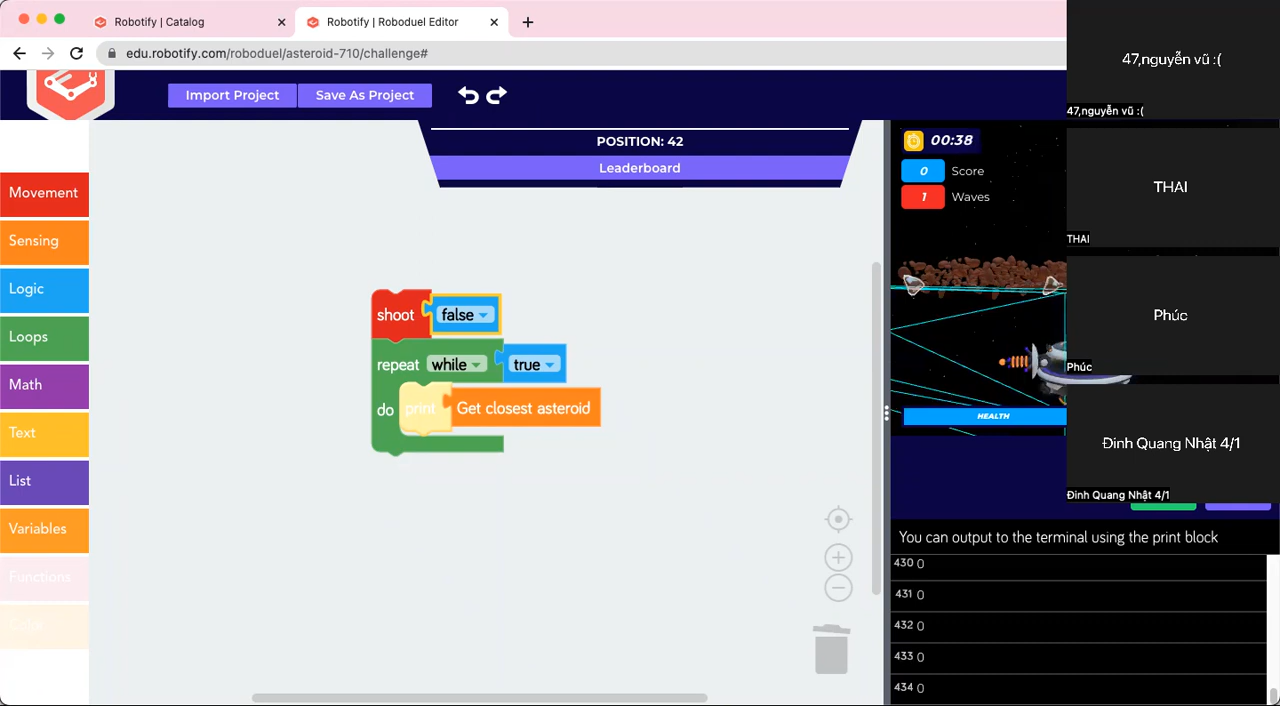 Robotify | Catalog
Robotify | Roboduel Editor
edu.robotify.com/roboduel/asteroid-710/challenge#
Import Project
Save As Project
POSITION: 42
Leaderboard
Movement
Sensing
Logic
Loops
Math
Text
List
Variables
Functions
Color
shoot false
repeat while true
do print Get closest asteroid
00:38
0 Score
1 Waves
HEALTH
47,nguyễn vũ :(
47,nguyễn vũ :(
THAI
THAI
Phúc
Phúc
Đinh Quang Nhật 4/1
Đinh Quang Nhật 4/1
You can output to the terminal using the print block
430 0
431 0
432 0
433 0
434 0